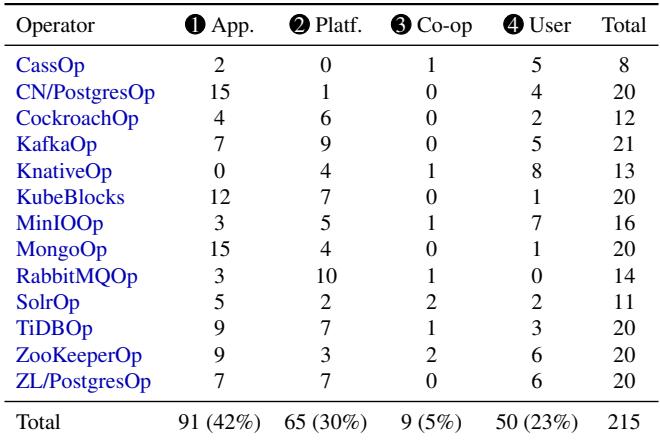 Operator ❶ App. ❷ Platf. ❸ Co-op ❹ User Total
CassOp 2 0 1 5 8
CN/PostgresOp 15 1 0 4 20
CockroachOp 4 6 0 2 12
KafkaOp 7 9 0 5 21
KnativeOp 0 4 1 8 13
KubeBlocks 12 7 0 1 20
MinIOOp 3 5 1 7 16
MongoOp 15 4 0 1 20
RabbitMQOp 3 10 1 0 14
SolrOp 5 2 2 2 11
TiDBOp 9 7 1 3 20
ZooKeeperOp 9 3 2 6 20
ZL/PostgresOp 7 7 0 6 20
Total 91 (42%) 65 (30%) 9 (5%) 50 (23%) 215